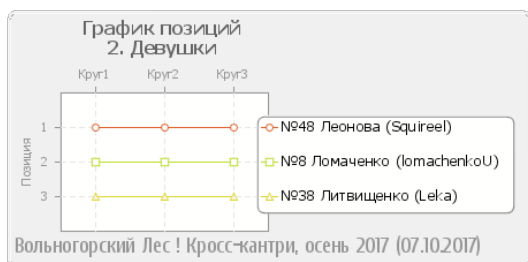 График позиций
2. Девушки
Круг1 Круг2 Круг3
Позиция
1
2
3
№48 Леонова (Squireel)
№8 Ломаченко (lomachenkoU)
№38 Литвищенко (Leka)
Вольногорский Лес ! Кросс-кантри, осень 2017 (07.10.2017)